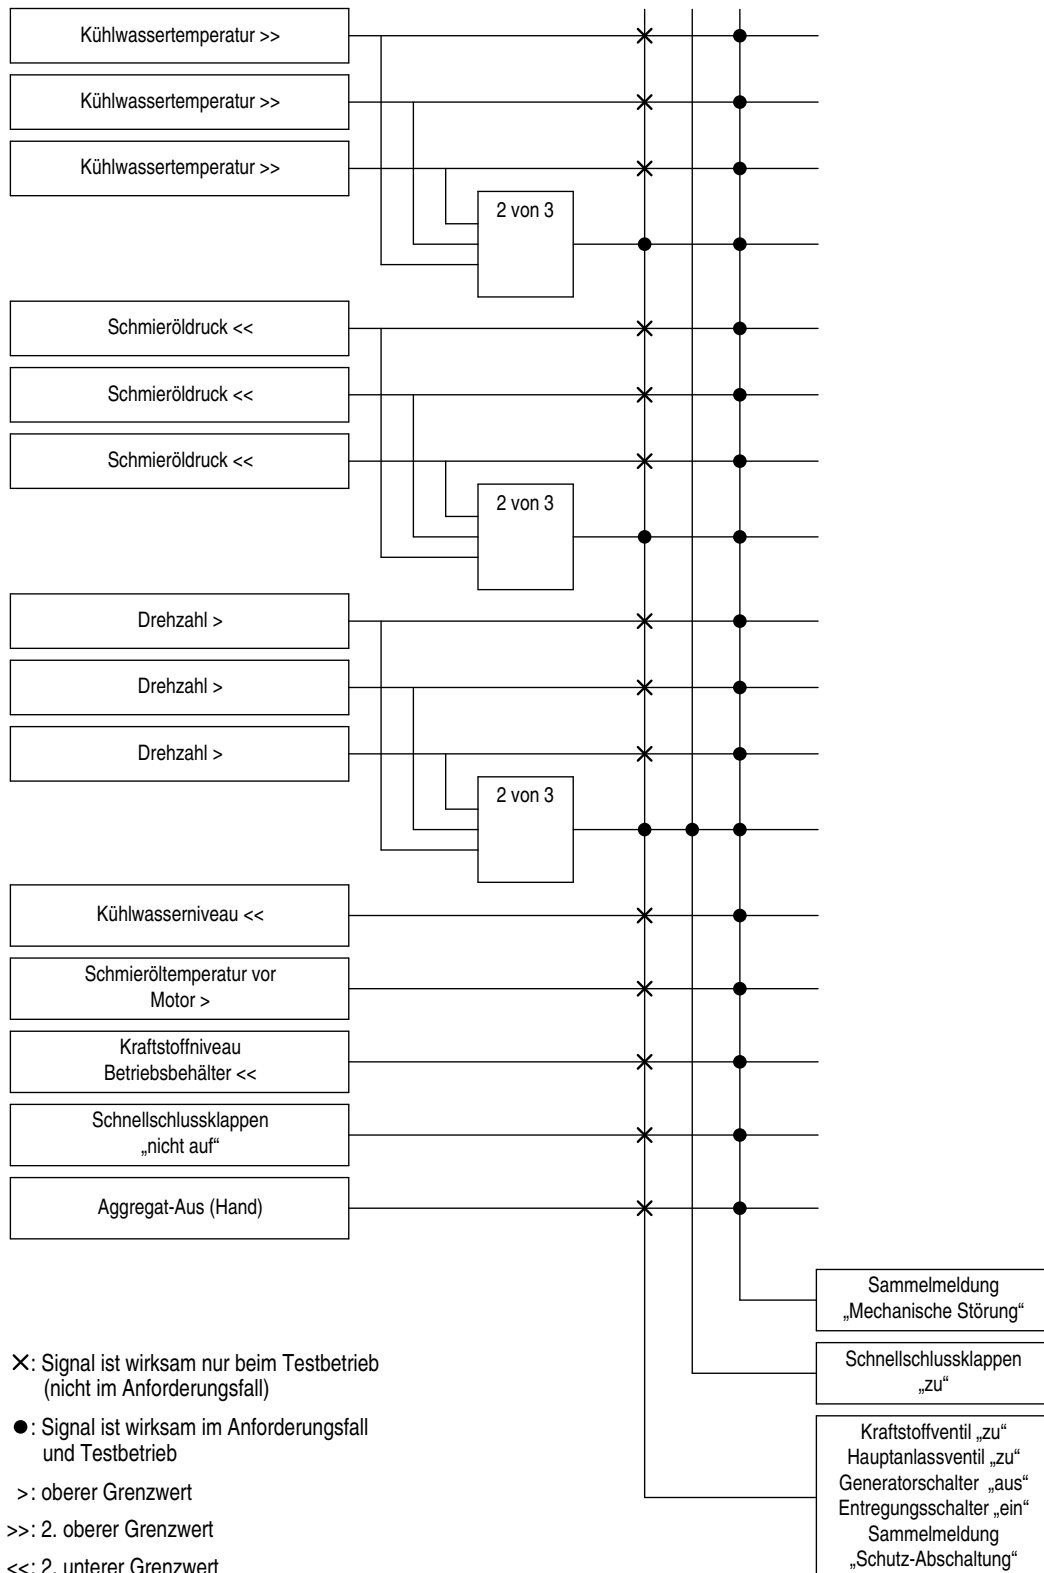 Kühlwassertemperatur >>
Kühlwassertemperatur >>
Kühlwassertemperatur >>
2 von 3
Schmieröldruck <<
Schmieröldruck <<
Schmieröldruck <<
2 von 3
Drehzahl >
Drehzahl >
Drehzahl >
2 von 3
Kühlwasserniveau <<
Schmieröltemperatur vor
Motor >
Kraftstoffniveau
Betriebsbehälter <<
Schnellschlussklappen
„nicht auf“
Aggregat-Aus (Hand)
Sammelmeldung
„Mechanische Störung“
Schnellschlussklappen
„zu“
Kraftstoffventil „zu“
Hauptanlassventil „zu“
Generatorschalter „aus“
Entregungsschalter „ein“
Sammelmeldung
„Schutz-Abschaltung“
×: Signal ist wirksam nur beim Testbetrieb
(nicht im Anforderungsfall)
●: Signal ist wirksam im Anforderungsfall
und Testbetrieb
>: oberer Grenzwert
>>: 2. oberer Grenzwert
<<: 2. unterer Grenzwert